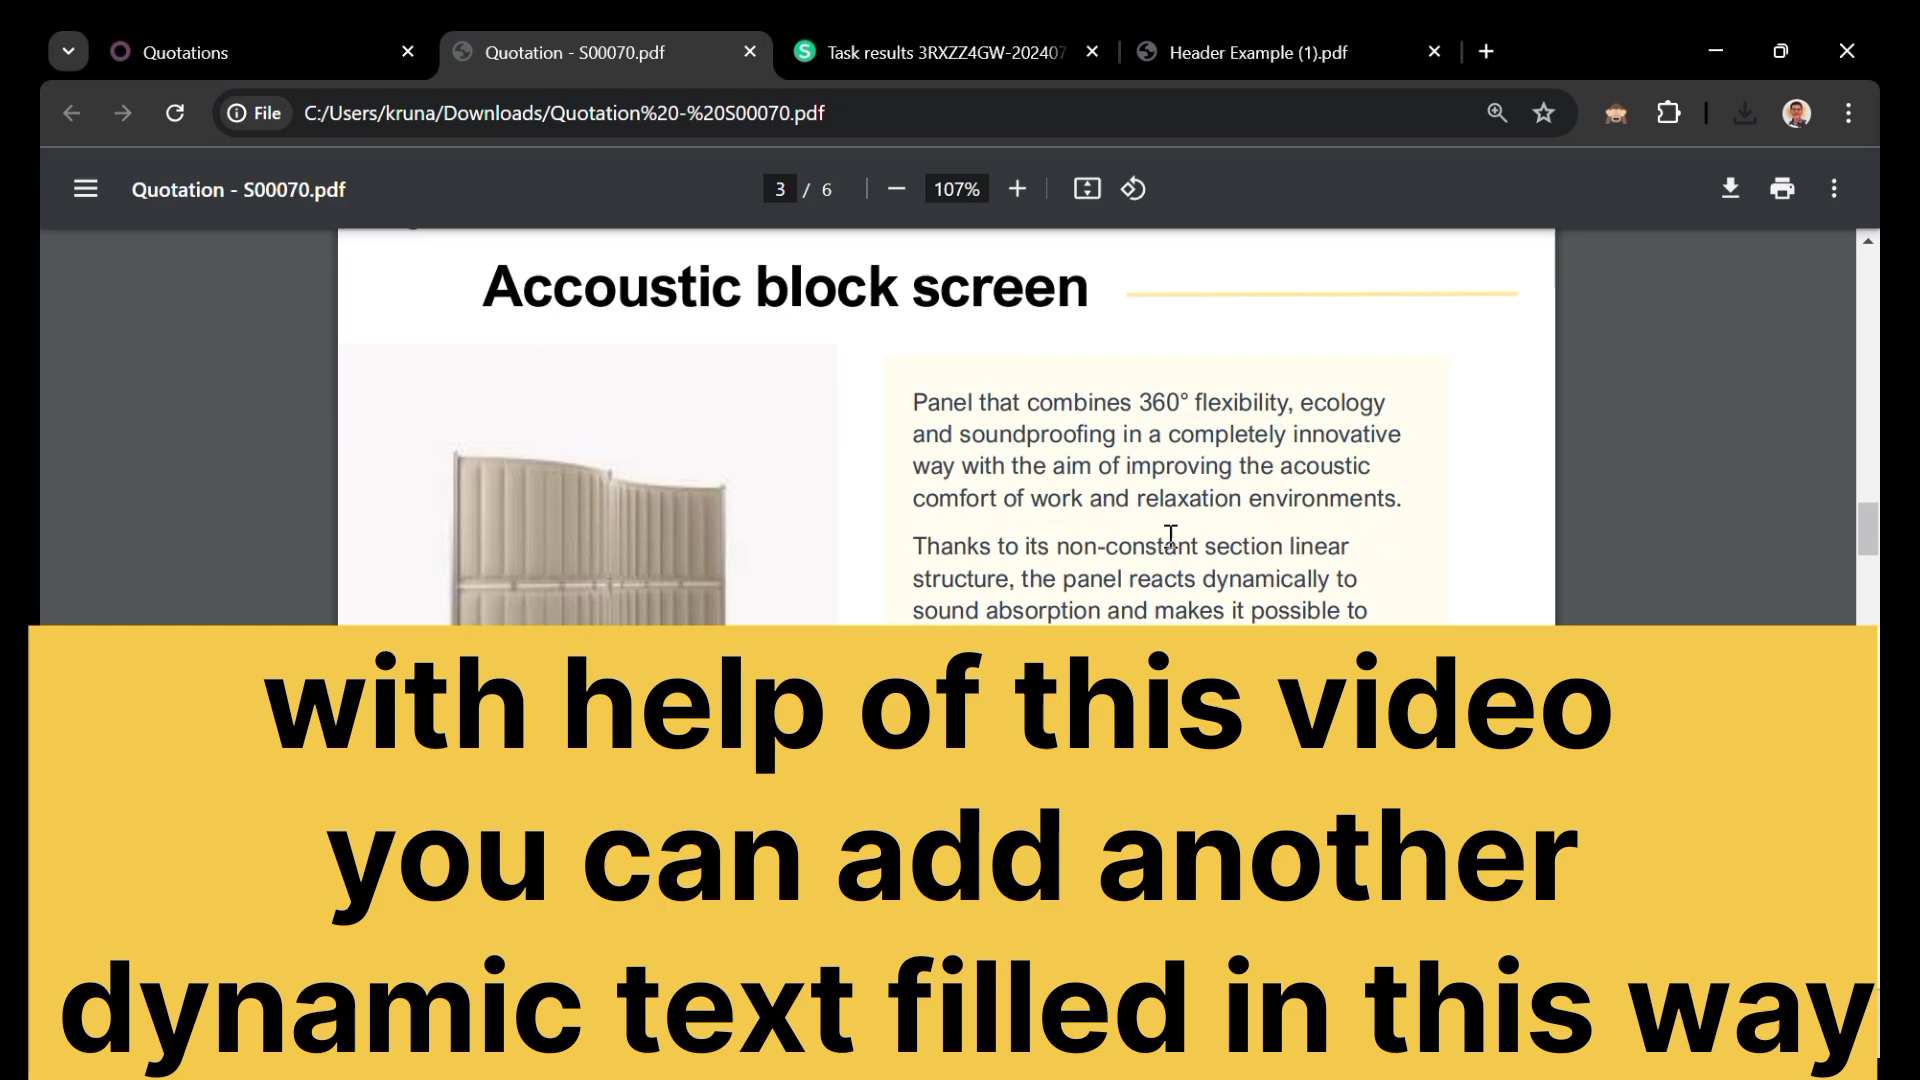 Quotations
Quotation - S00070.pdf
Task results 3RXZZ4GW-202407
Header Example (1).pdf
File
C:/Users/kruna/Downloads/Quotation%20-%20S00070.pdf
Quotation - S00070.pdf
3 / 6
107%
Accoustic block screen
Panel that combines 360° flexibility, ecology
and soundproofing in a completely innovative
way with the aim of improving the acoustic
comfort of work and relaxation environments.
Thanks to its non-constant section linear
structure, the panel reacts dynamically to
sound absorption and makes it possible to
with help of this video
you can add another
dynamic text filled in this way